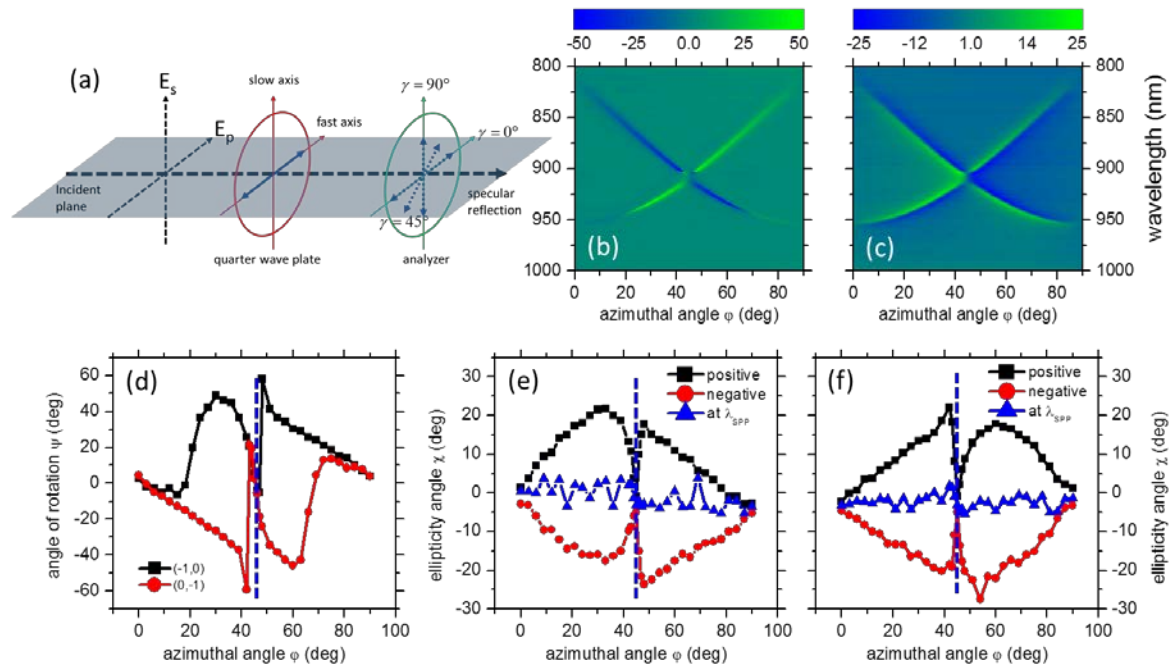 (a)
E_s
E_p
slow axis
fast axis
γ = 90°
γ = 0°
γ = 45°
Incident
plane
specular
reflection
quarter wave plate
analyzer
-50 -25 0.0 25 50
800
850
900
950
1000
0 20 40 60 80
(b)
azimuthal angle φ (deg)
-25 -12 1.0 14 25
800
850
900
950
1000
wavelength (nm)
0 20 40 60 80
(c)
azimuthal angle φ (deg)
(d)
60
40
20
0
-20
-40
-60
angle of rotation ψ (deg)
(-1,0)
(0,-1)
0 20 40 60 80 100
azimuthal angle φ (deg)
(e)
positive
negative
at λ_SPP
30
20
10
0
-10
-20
-30
ellipticity angle χ (deg)
0 20 40 60 80 100
azimuthal angle φ (deg)
(f)
positive
negative
at λ_SPP
30
20
10
0
-10
-20
-30
ellipticity angle χ (deg)
0 20 40 60 80 100
azimuthal angle φ (deg)